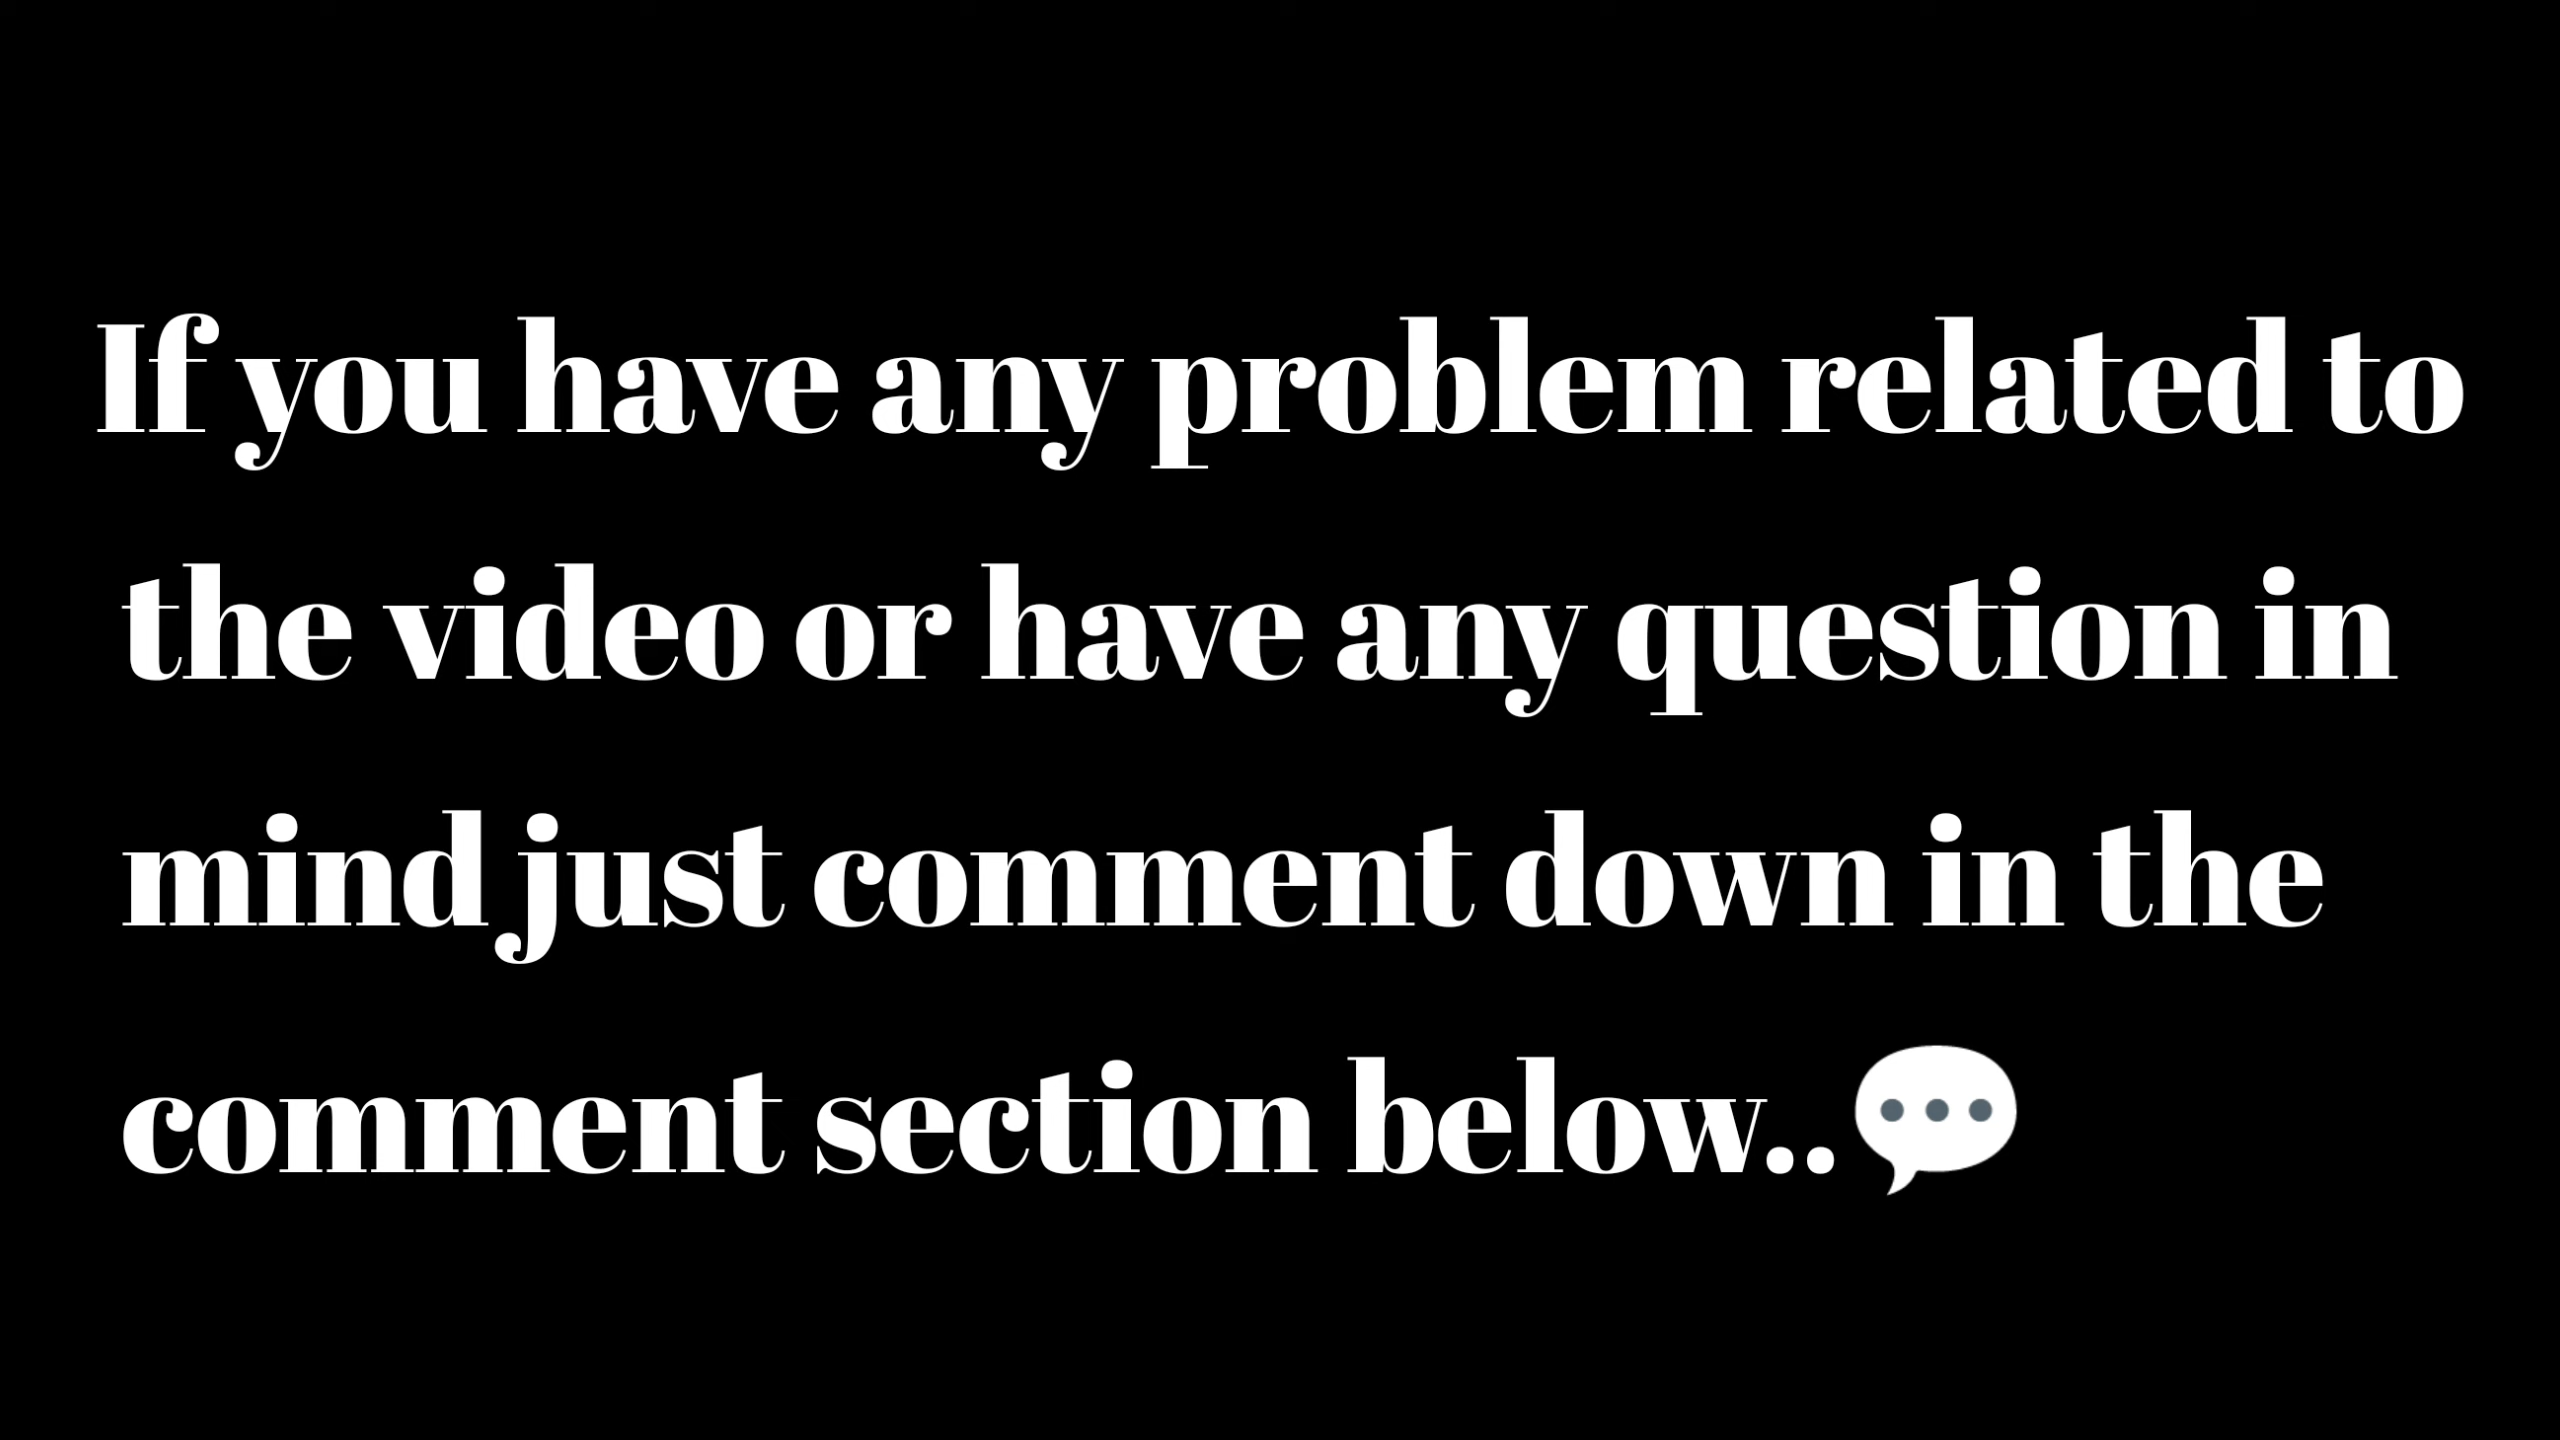 If you have any problem related to
the video or have any question in
mind just comment down in the
comment section below..💬